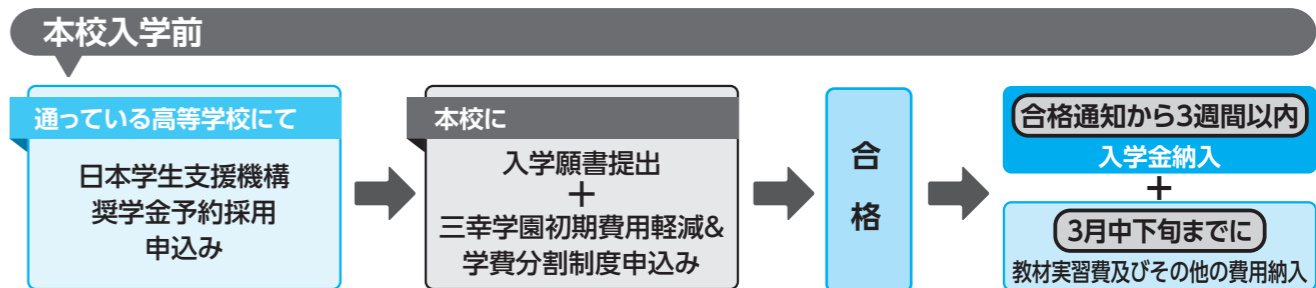 本校入学前
通っている高等学校にて
日本学生支援機構
奨学金予約採用
申込み
本校に
入学願書提出
+
三幸学園初期費用軽減&
学費分割制度申込み
合
格
合格通知から3週間以内
入学金納入
+
3月中下旬までに
教材実習費及びその他の費用納入